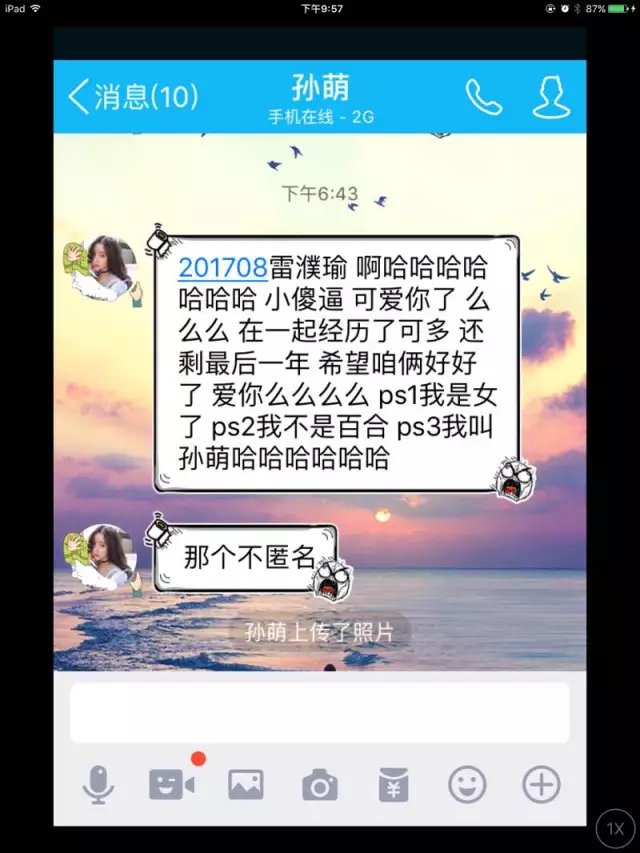 iPad
下午9:57
87%
消息(10)
孙萌
手机在线 - 2G
下午6:43
201708雷濮瑜 啊哈哈哈哈
哈哈哈 小傻逼 可爱你了 么
么么 在一起经历了可多 还
剩最后一年 希望咱俩好好
了 爱你么么么么 ps1我是女
了 ps2我不是百合 ps3我叫
孙萌哈哈哈哈哈哈
那个不匿名
孙萌上传了照片
1X